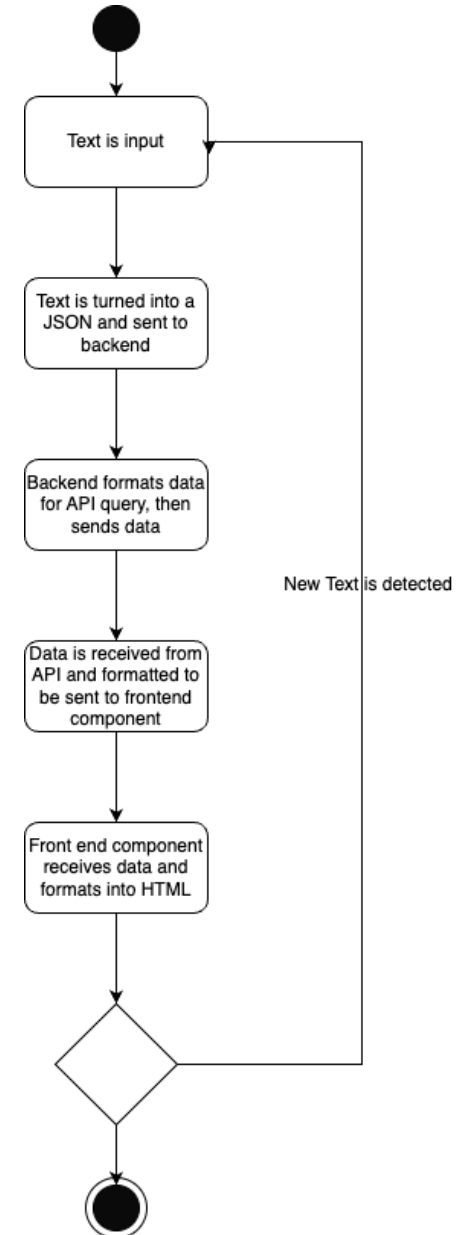 Text is input
Text is turned into a
JSON and sent to
backend
Backend formats data
for API query, then
sends data
New Text is detected
Data is received from
API and formatted to
be sent to frontend
component
Front end component
receives data and
formats into HTML